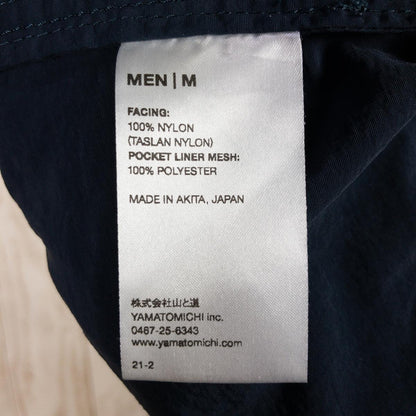 MEN | M
FACING:
100% NYLON
(TASLAN NYLON)
POCKET LINER MESH:
100% POLYESTER
MADE IN AKITA, JAPAN
株式会社山と道
YAMATOMICHI inc.
0467-25-6343
www.yamatomichi.com
21-2